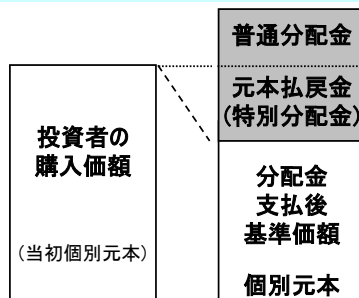 投資者の
購入価額
(当初個別元本)
普通分配金
元本払戻金
(特別分配金)
分配金
支払後
基準価額
個別元本